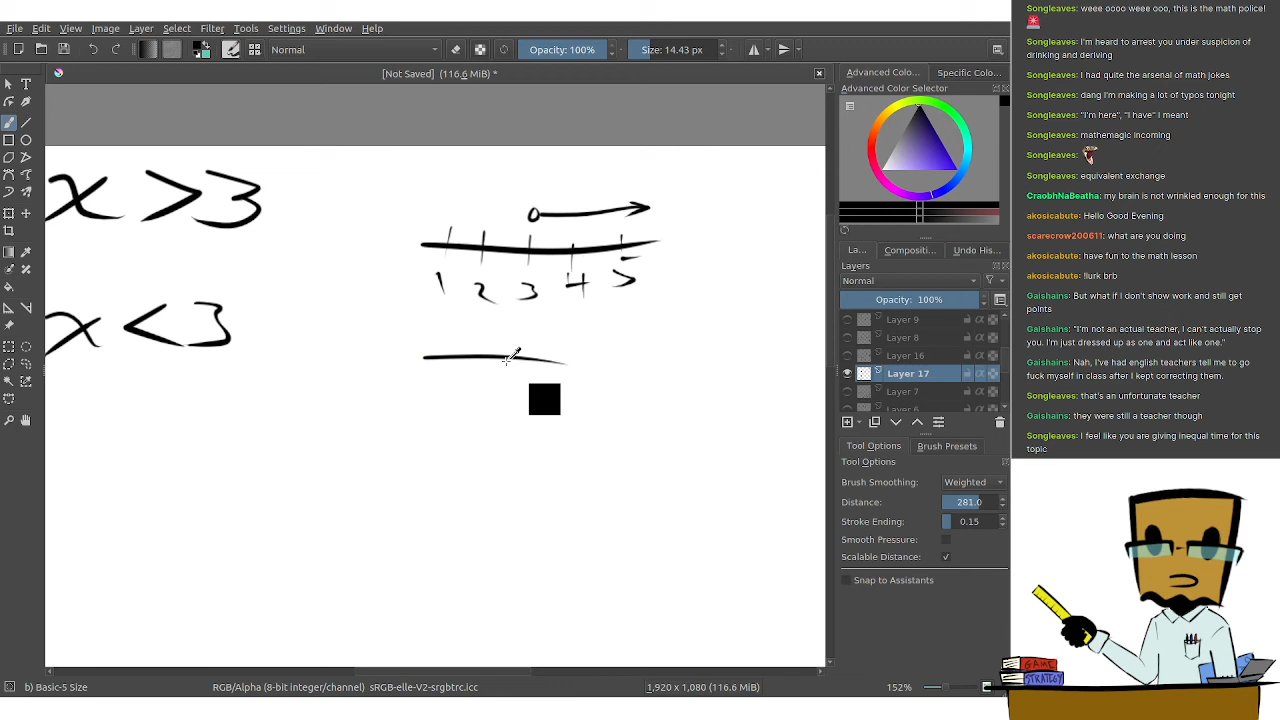 File Edit View Image Layer Select Filter Tools Settings Window Help
Normal
Opacity: 100%
Size: 14.43 px
[Not Saved] (116.6 MiB) *
x >3
x <3
1 2 3 4 5
Advanced Colo...
Specific Colo...
Advanced Color Selector
La...
Compositi...
Undo His...
Layers
Normal
Opacity: 100%
Layer 9
Layer 8
Layer 16
Layer 17
Layer 7
Layer 6
Tool Options
Brush Presets
Tool Options
Brush Smoothing: Weighted
Distance: 281.0
Stroke Ending: 0.15
Smooth Pressure:
Scalable Distance:
Snap to Assistants
b) Basic-5 Size
RGB/Alpha (8-bit integer/channel) sRGB-elle-V2-srgbtrc.icc
1,920 x 1,080 (116.6 MiB)
152%
Songleaves: weee oooo weee ooo, this is the math police!
Songleaves: I'm heard to arrest you under suspicion of
drinking and deriving
Songleaves: I had quite the arsenal of math jokes
Songleaves: dang I'm making a lot of typos tonight
Songleaves: "I'm here", "I have" I meant
Songleaves: mathemagic incoming
Songleaves:
Songleaves: equivalent exchange
CraobhNaBeatha: my brain is not wrinkled enough for this
akosicabute: Hello Good Evening
scarecrow200611: what are you doing
akosicabute: have fun to the math lesson
akosicabute: !lurk brb
Gaishains: But what if I don't show work and still get
points
Gaishains: "I'm not an actual teacher, I can't actually stop
you. I'm just dressed up as one and act like one."
Gaishains: Nah, I've had english teachers tell me to go
fuck myself in class after I kept correcting them.
Songleaves: that's an unfortunate teacher
Gaishains: they were still a teacher though
Songleaves: I feel like you are giving inequal time for this
topic
GAME
STRATEGY